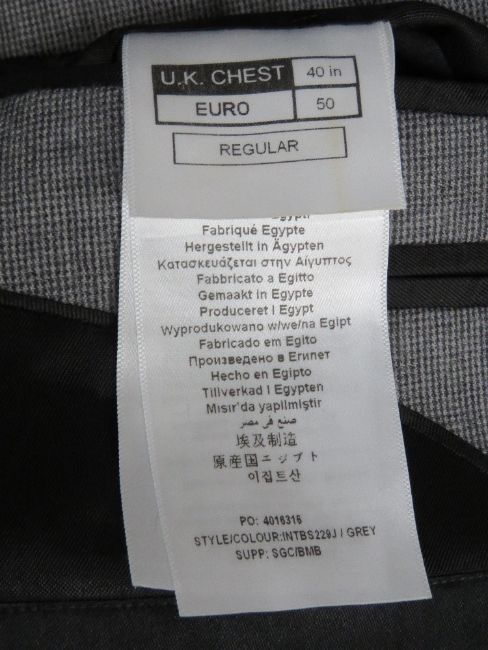 U.K. CHEST 40 in
EURO 50
REGULAR
Fabriqué Egypte
Hergestellt in Ägypten
Κατασκευάζεται στην Αίγυπτος
Fabbricato a Egitto
Gemaakt in Egypte
Produceret i Egypt
Wyprodukowano w/we/na Egipt
Fabricado em Egito
Произведено в Египет
Hecho en Egipto
Tillverkad i Egypten
Mısır'da yapilmiştir
صنع في مصر
埃及制造
原産国エジプト
이집트산
PO: 4016316
STYLE/COLOUR:INTBS229J / GREY
SUPP: SGC/BMB